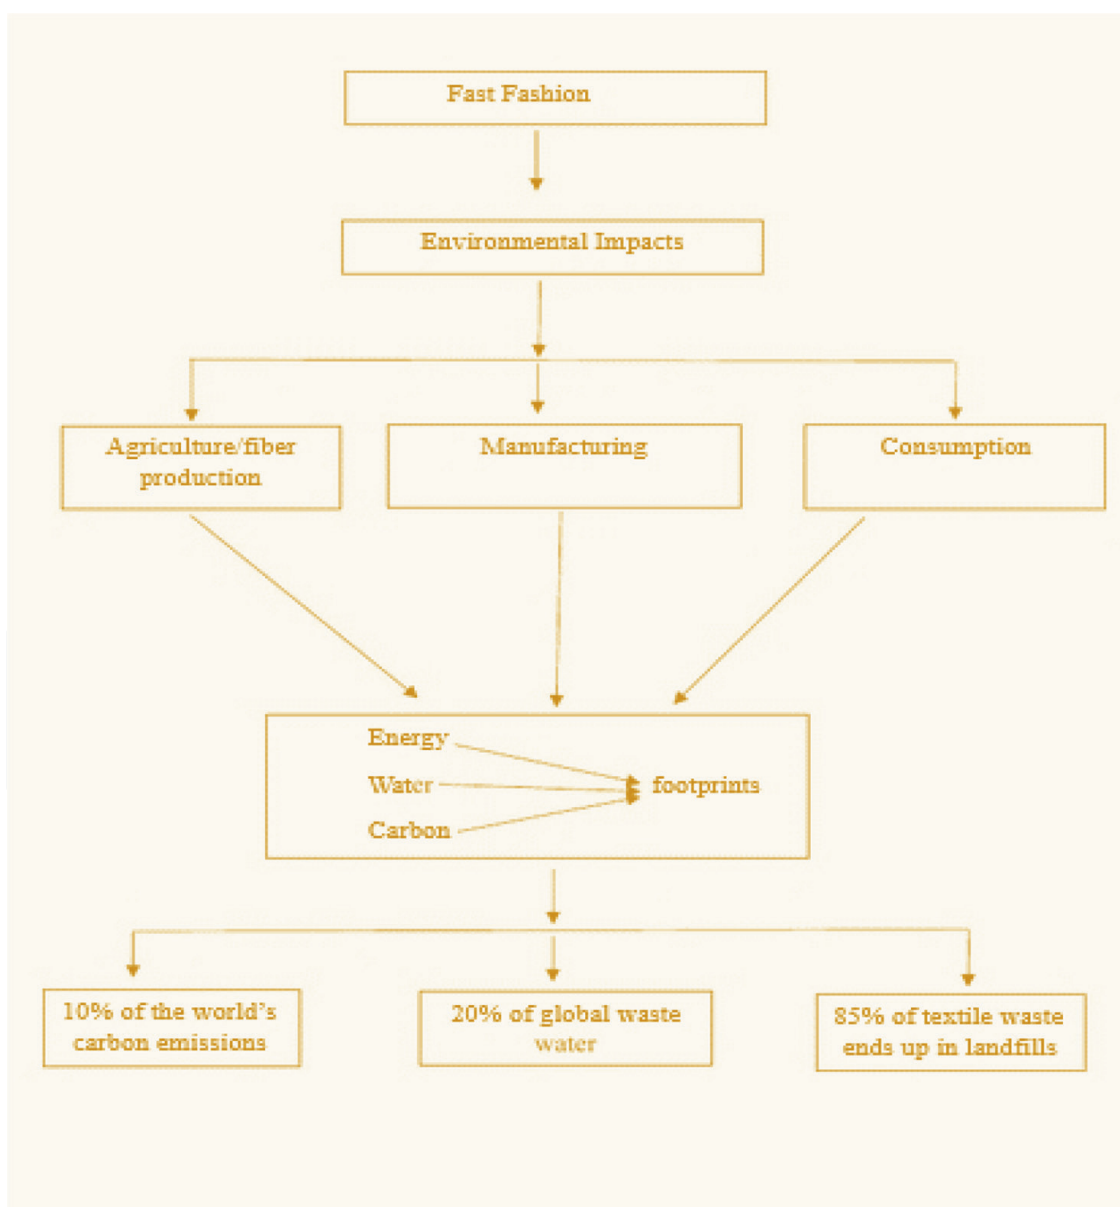 Fast Fashion
Environmental Impacts
Agriculture/fiber
production
Manufacturing
Consumption
Energy
Water
Carbon
footprints
10% of the world's
carbon emissions
20% of global waste
water
85% of textile waste
ends up in landfills